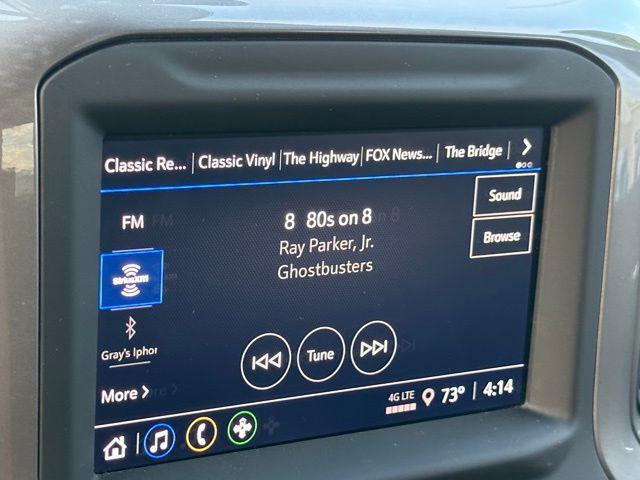 Classic Re... | Classic Vinyl | The Highway | FOX News... | The Bridge |
FM
8 80s on 8
Sound
Ray Parker, Jr.
Browse
Ghostbusters
SiriusXM
Gray's Iphor
Tune
More
4G LTE 73° | 4:14